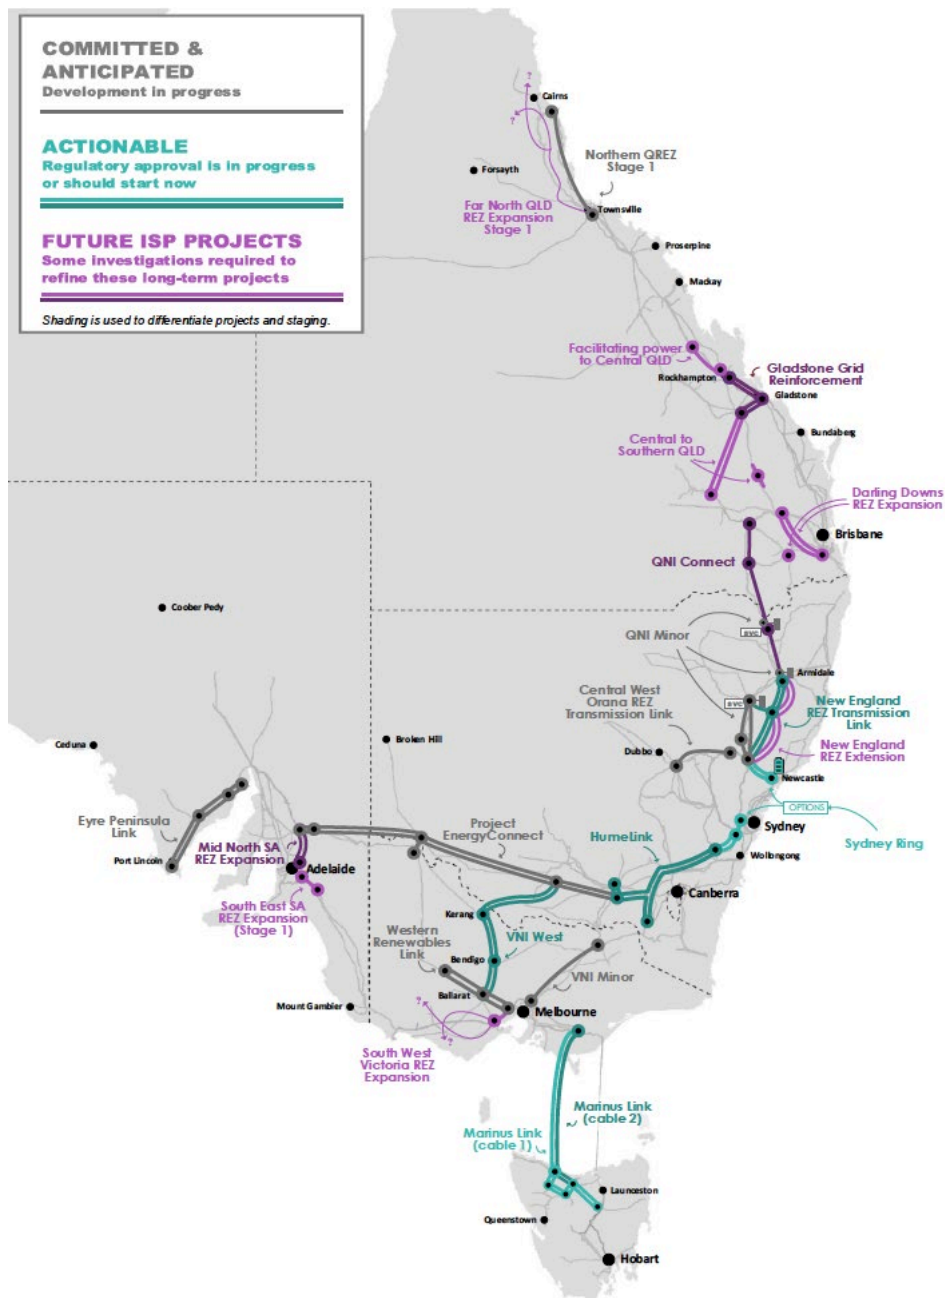 COMMITTED &
ANTICIPATED
Development in progress
ACTIONABLE
Regulatory approval is in progress
or should start now
FUTURE ISP PROJECTS
Some investigations required to
refine these long-term projects
Shading is used to differentiate projects and staging.
?
Cairns
?
Northern QREZ
Stage 1
Forsayth
Far North QLD
REZ Expansion
Stage 1
Townsville
Proserpine
Mackay
Facilitating power
to Central QLD
Gladstone Grid
Reinforcement
Rockhampton
Gladstone
Bundaberg
Central to
Southern QLD
Darling Downs
REZ Expansion
Brisbane
QNI Connect
Coober Pedy
QNI Minor
SVC
Armidale
Central West
Orana REZ
Transmission Link
SVC
New England
REZ Transmission
Link
New England
REZ Extension
Ceduna
Broken Hill
Dubbo
Newcastle
OPTIONS
Sydney
Sydney Ring
Eyre Peninsula
Link
Port Lincoln
Mid North SA
REZ Expansion
Adelaide
Project
EnergyConnect
HumeLink
Wollongong
Canberra
South East SA
REZ Expansion
(Stage 1)
Kerang
Western
Renewables
Link
VNI West
Bendigo
VNI Minor
Ballarat
Mount Gambier
Melbourne
?
?
South West
Victoria REZ
Expansion
Marinus Link
(cable 2)
Marinus Link
(cable 1)
Launceston
Queenstown
Hobart